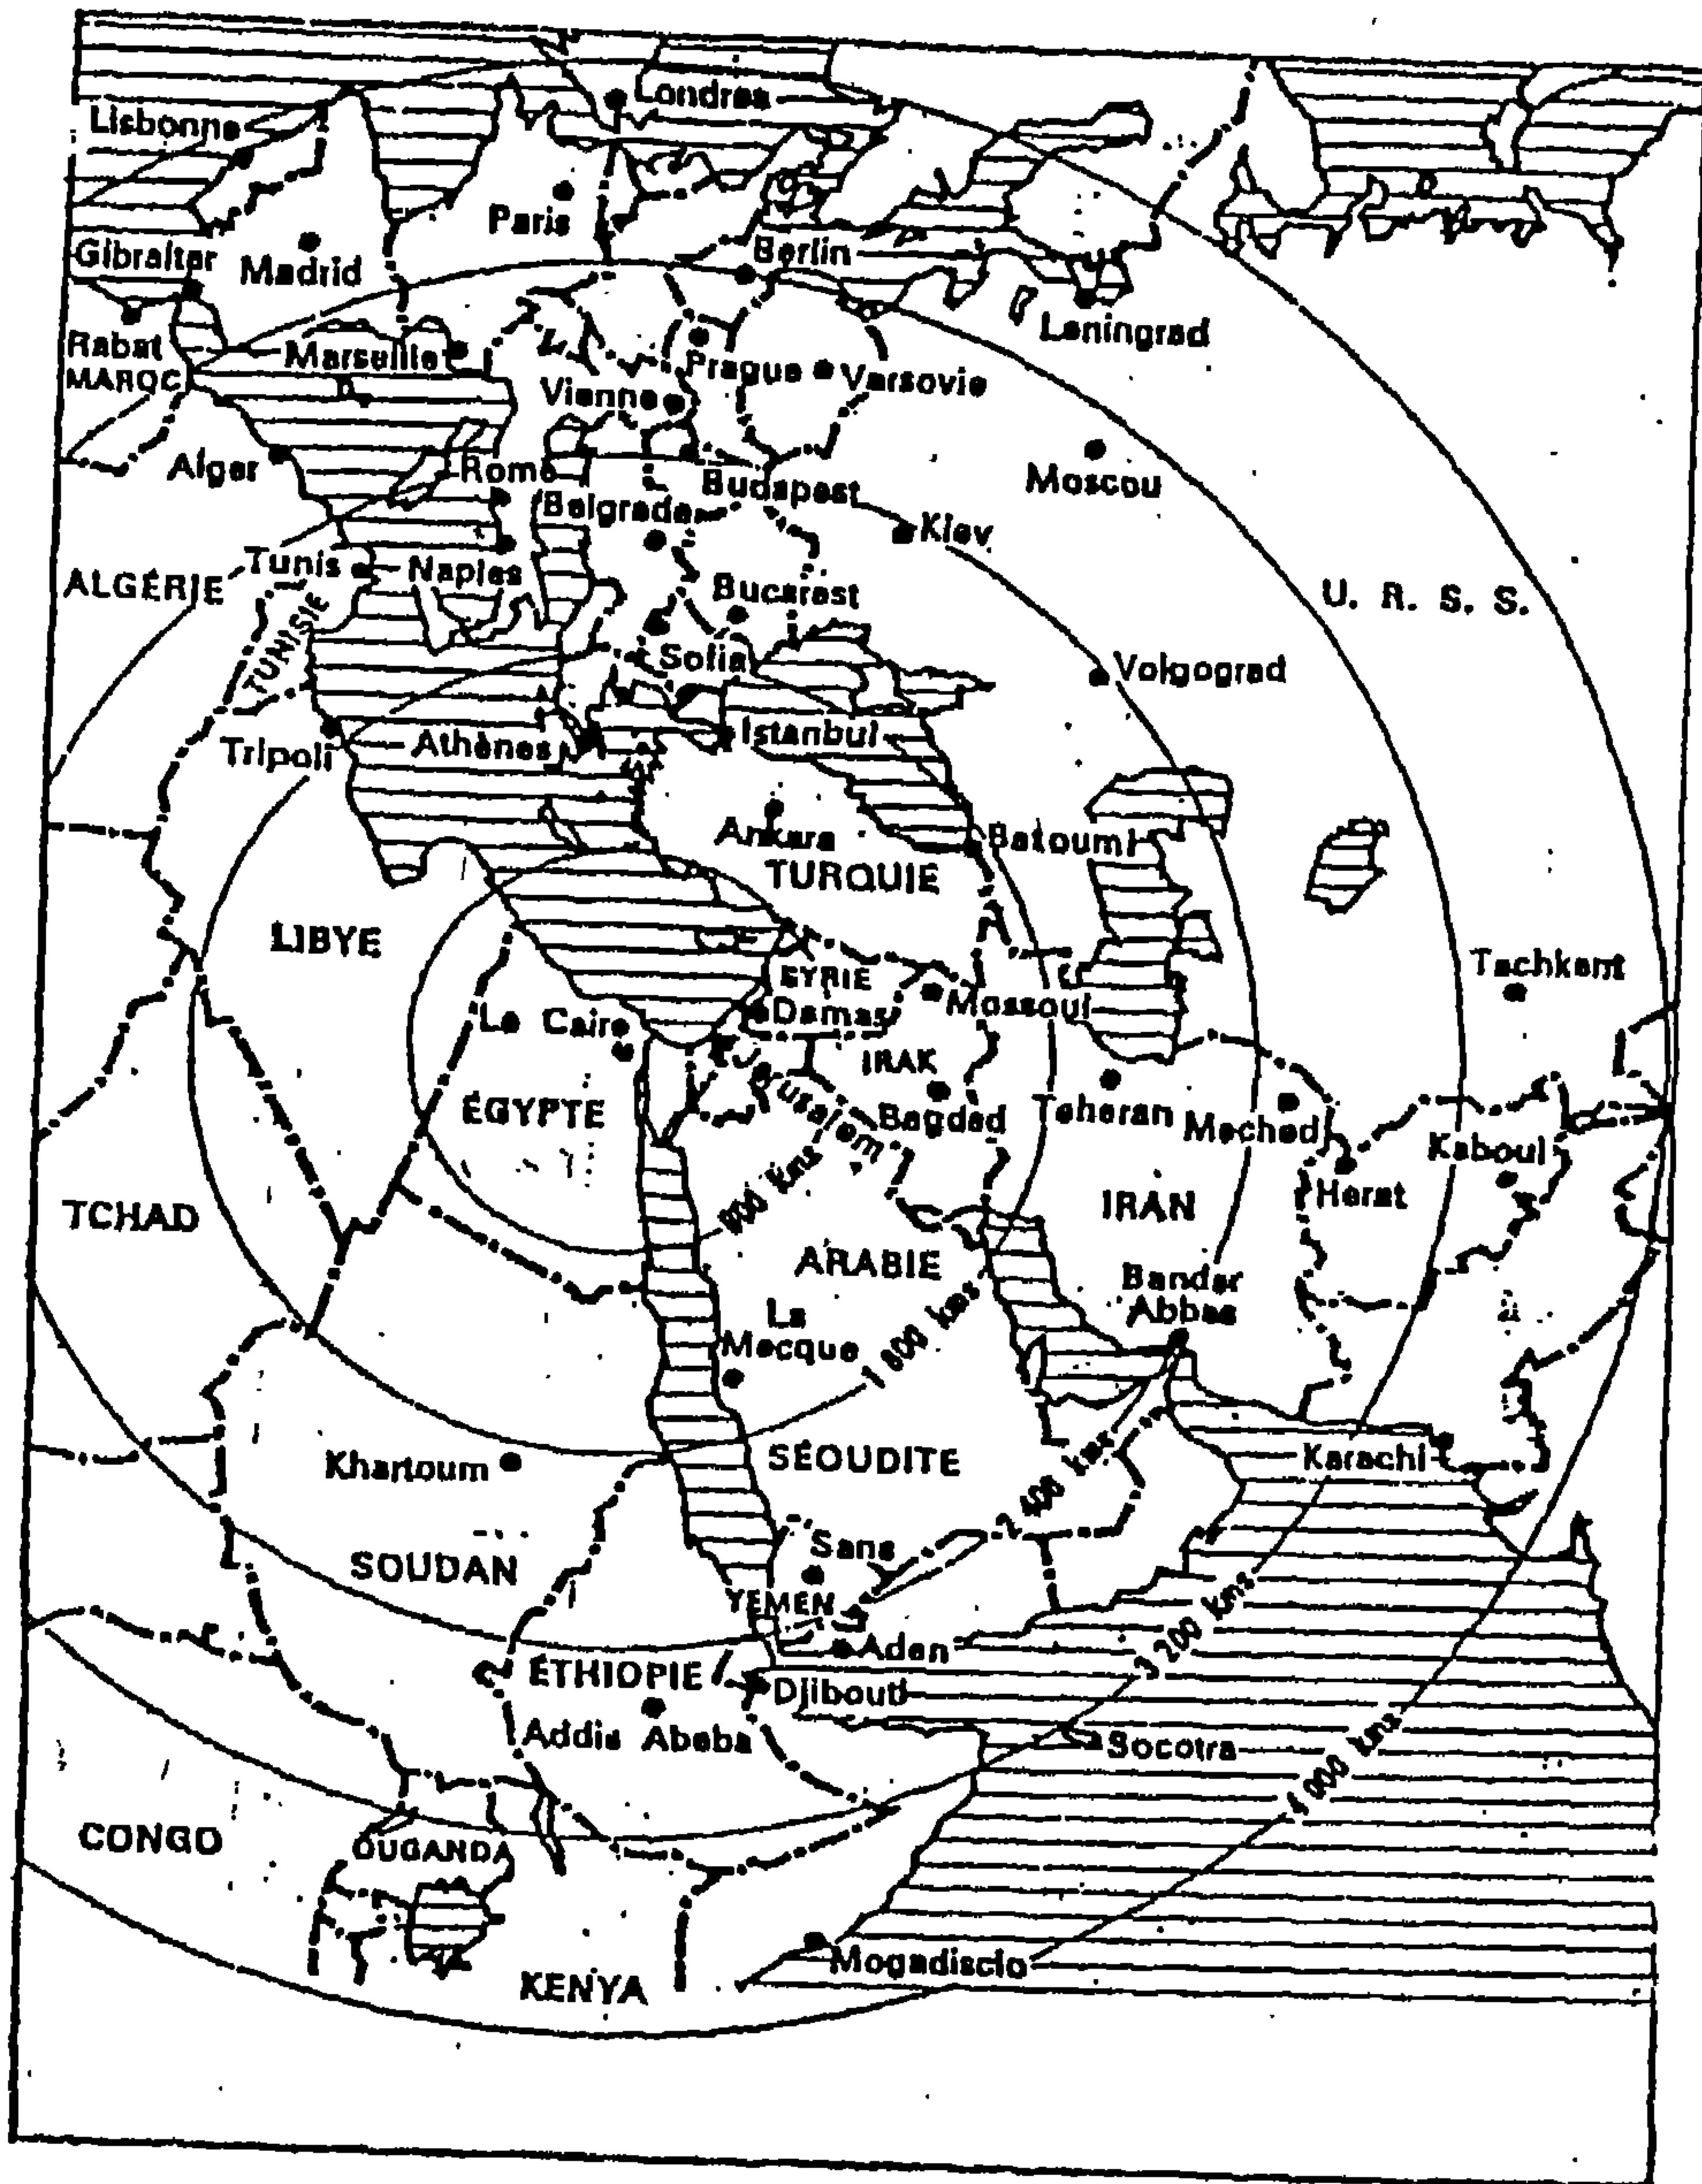 Londres
Lisbonne
Paris
Gibralter
Madrid
Berlin
Leningrad
Rabat
MAROC
Marseille
Prague
Varsovie
Vienne
Alger
Rome
Moscou
Budapest
Belgrade
Kiev
Tunis
Naples
ALGÉRIE
TUNISIE
Bucarest
U. R. S. S.
Sofia
Volgograd
Tripoli
Athènes
Istanbul
Ankara
Batoumi
TURQUIE
LIBYE
Tachkent
SYRIE
Mossoul
Damas
Le Caire
IRAK
Jérusalem
ÉGYPTE
Bagdad
Teheran
Meched
Kaboul
Herat
TCHAD
800 kms
IRAN
ARABIE
Bandar
Abbas
La
Mecque
1 800 kms
Khartoum
SÉOUDITE
Karachi
2 400 kms
SOUDAN
Sana
YEMEN
3 200 kms
Aden
ÉTHIOPIE
Djibouti
Addis Abeba
Socotra
4 000 kms
CONGO
OUGANDA
Mogadiscio
KENYA